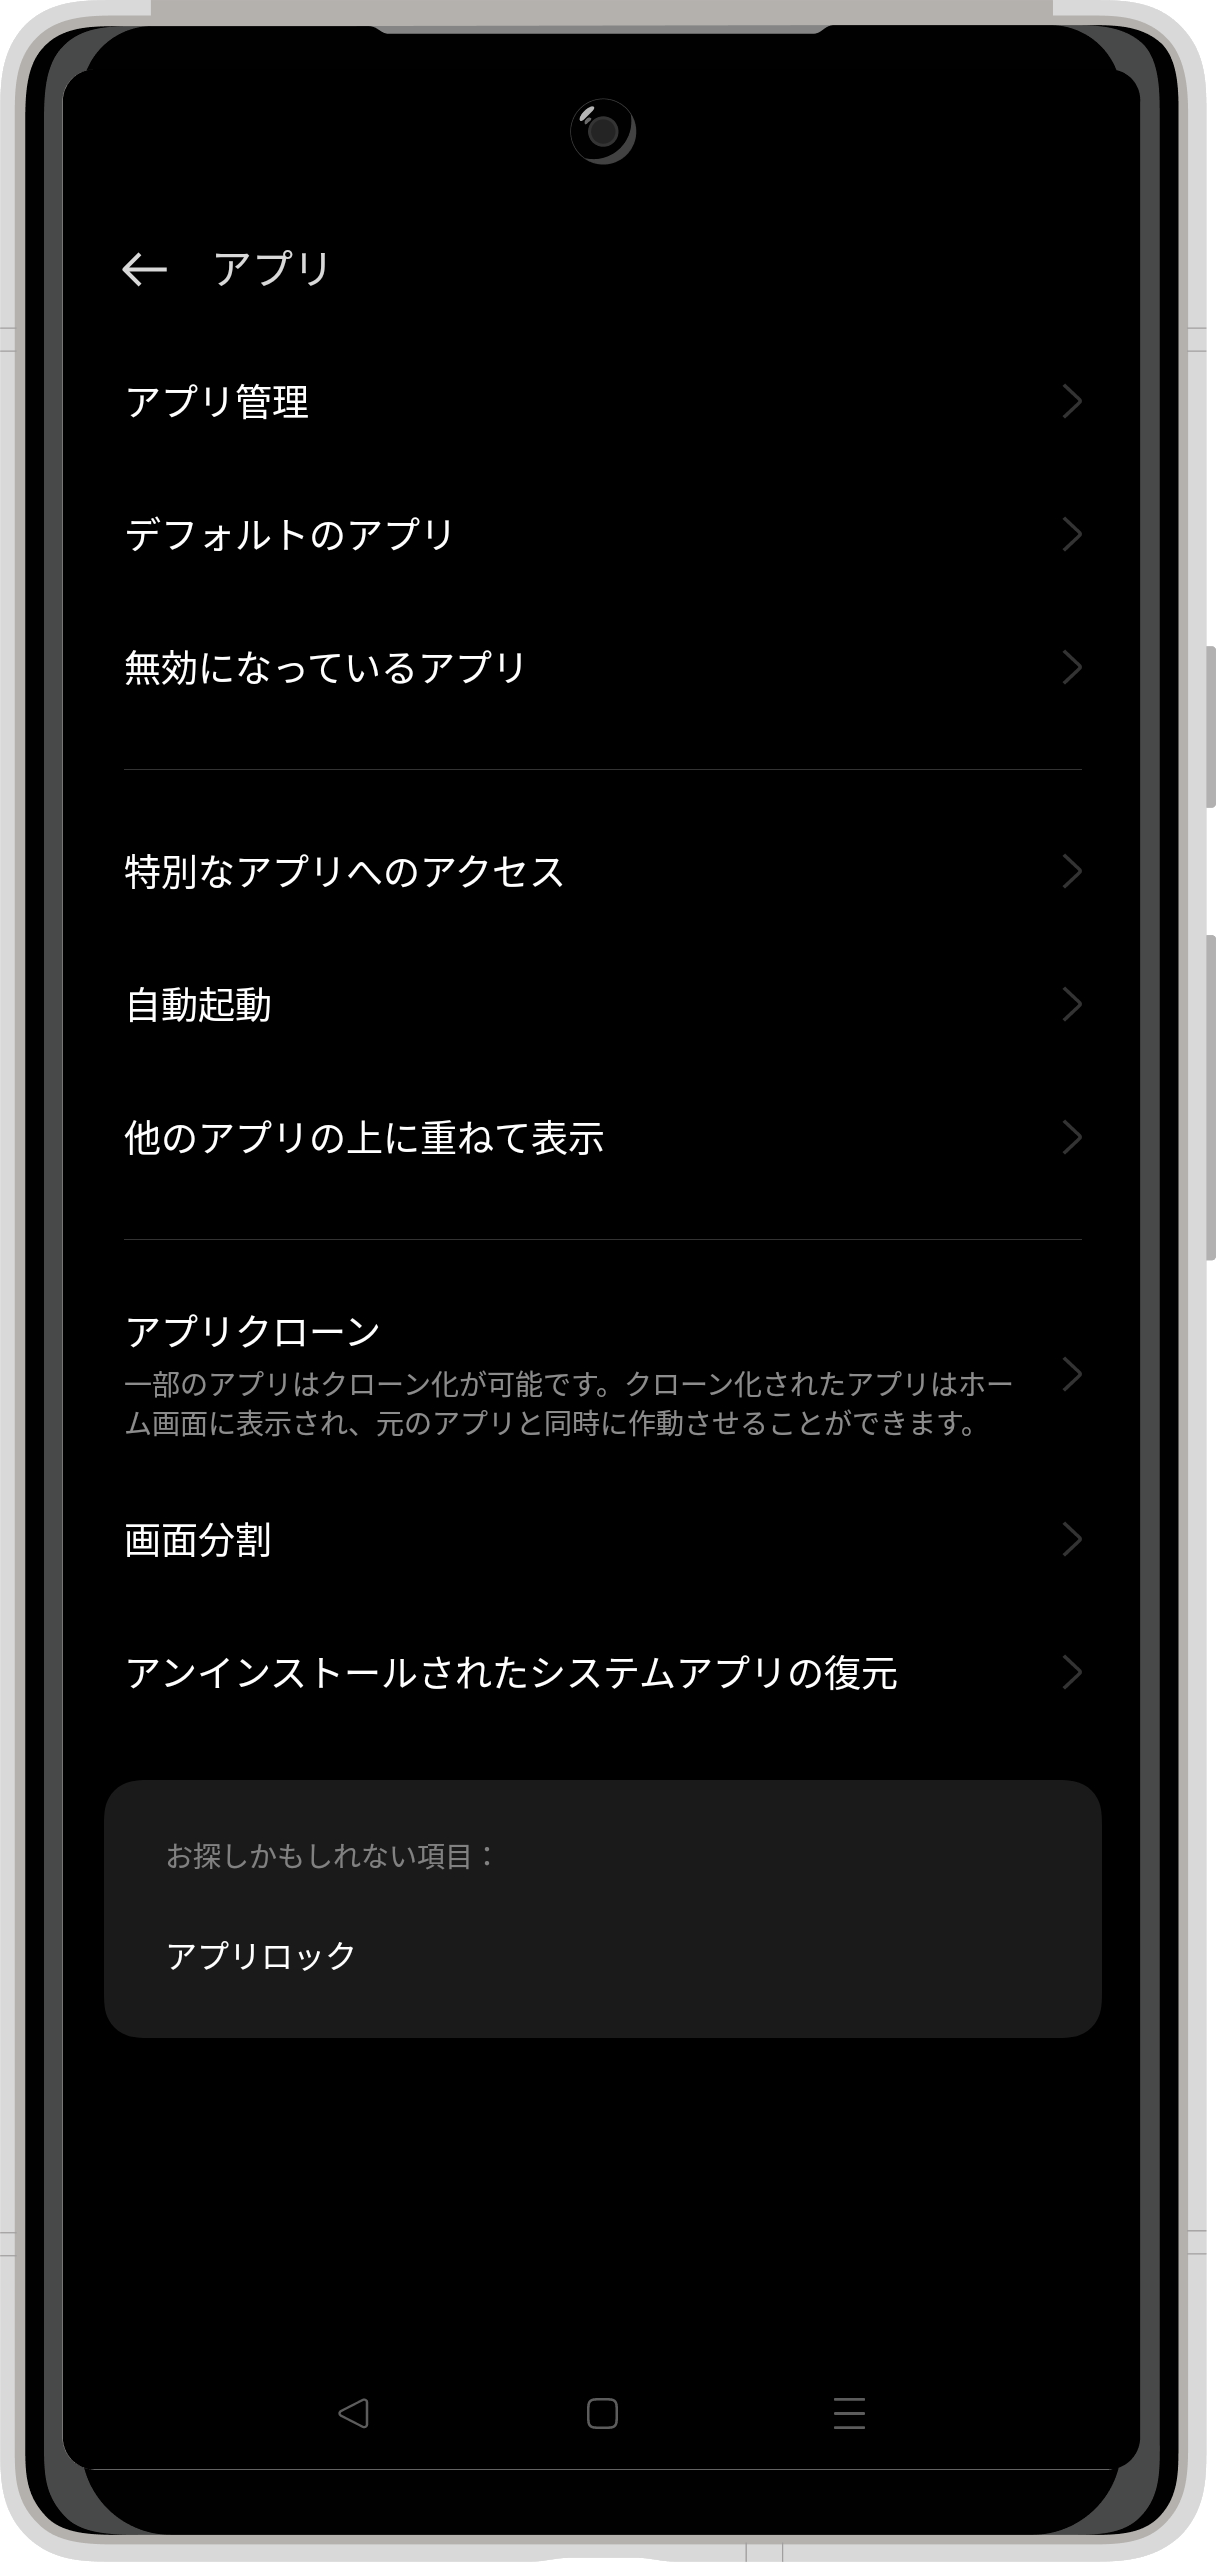 アプリ
アプリ管理
デフォルトのアプリ
無効になっているアプリ
特別なアプリへのアクセス
自動起動
他のアプリの上に重ねて表示
アプリクローン
一部のアプリはクローン化が可能です。クローン化されたアプリはホー
ム画面に表示され、元のアプリと同時に作動させることができます。
画面分割
アンインストールされたシステムアプリの復元
お探しかもしれない項目：
アプリロック